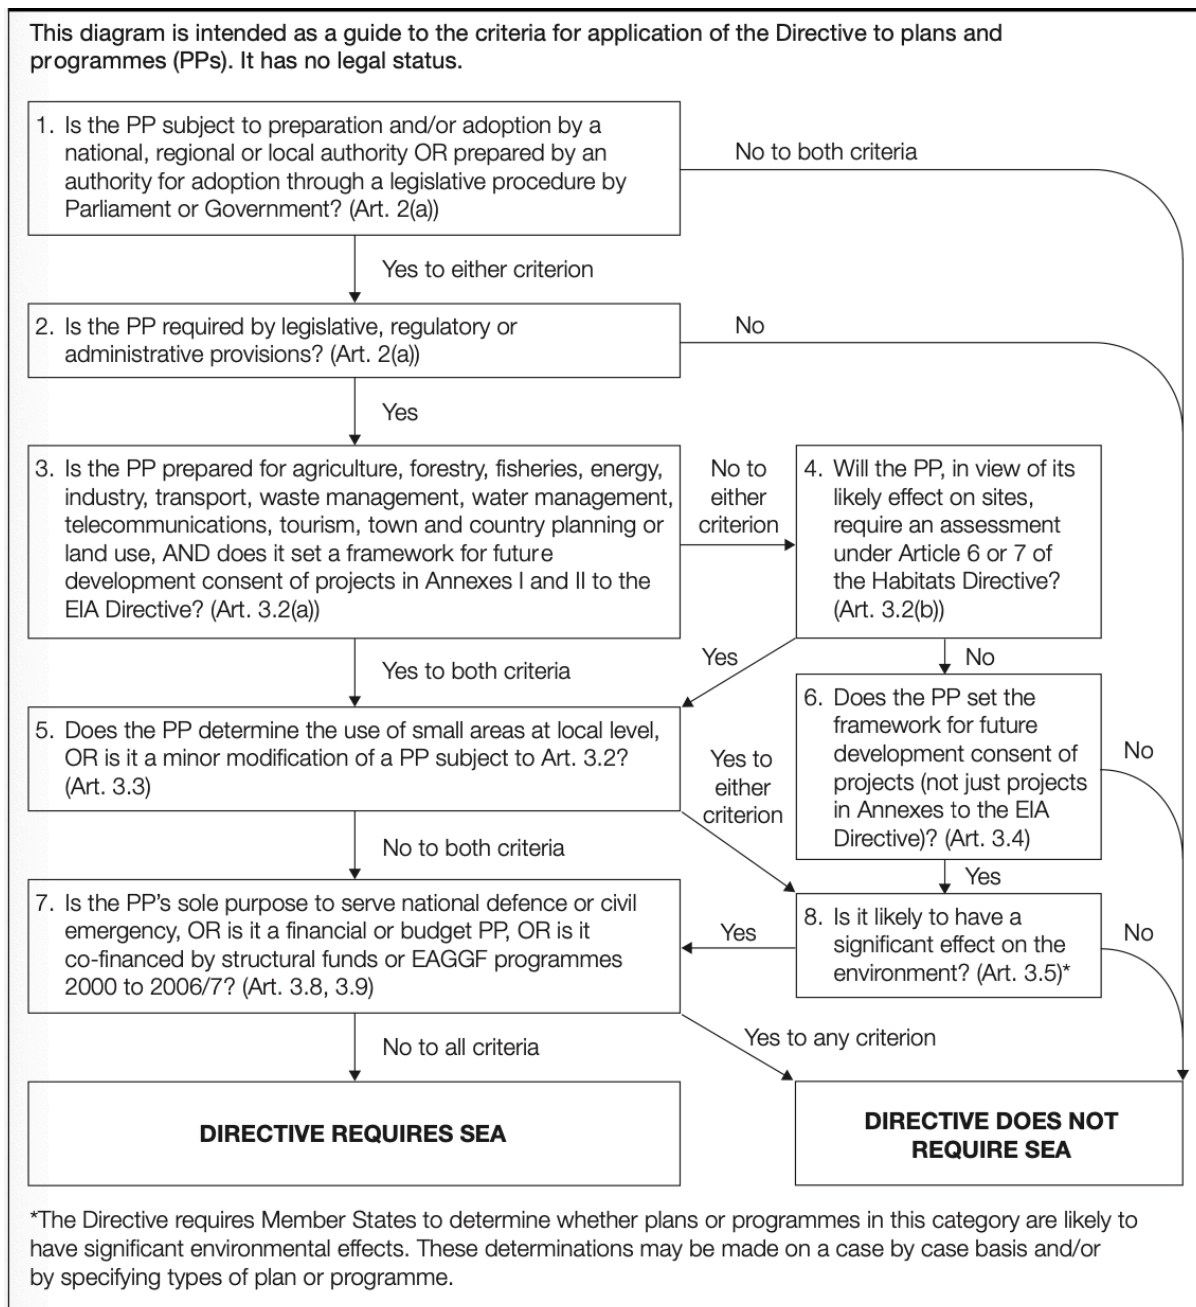 This diagram is intended as a guide to the criteria for application of the Directive to plans and
programmes (PPs). It has no legal status.
1. Is the PP subject to preparation and/or adoption by a
national, regional or local authority OR prepared by an
authority for adoption through a legislative procedure by
Parliament or Government? (Art. 2(a))
No to both criteria
Yes to either criterion
2. Is the PP required by legislative, regulatory or
administrative provisions? (Art. 2(a))
No
Yes
3. Is the PP prepared for agriculture, forestry, fisheries, energy,
industry, transport, waste management, water management,
telecommunications, tourism, town and country planning or
land use, AND does it set a framework for future
development consent of projects in Annexes I and II to the
EIA Directive? (Art. 3.2(a))
No to
either
criterion
4. Will the PP, in view of its
likely effect on sites,
require an assessment
under Article 6 or 7 of
the Habitats Directive?
(Art. 3.2(b))
Yes to both criteria
Yes
No
5. Does the PP determine the use of small areas at local level,
OR is it a minor modification of a PP subject to Art. 3.2?
(Art. 3.3)
Yes to
either
criterion
6. Does the PP set the
framework for future
development consent of
projects (not just projects
in Annexes to the EIA
Directive)? (Art. 3.4)
No
No to both criteria
Yes
7. Is the PP's sole purpose to serve national defence or civil
emergency, OR is it a financial or budget PP, OR is it
co-financed by structural funds or EAGGF programmes
2000 to 2006/7? (Art. 3.8, 3.9)
Yes
8. Is it likely to have a
significant effect on the
environment? (Art. 3.5)*
No
No to all criteria
Yes to any criterion
DIRECTIVE REQUIRES SEA
DIRECTIVE DOES NOT
REQUIRE SEA
*The Directive requires Member States to determine whether plans or programmes in this category are likely to
have significant environmental effects. These determinations may be made on a case by case basis and/or
by specifying types of plan or programme.